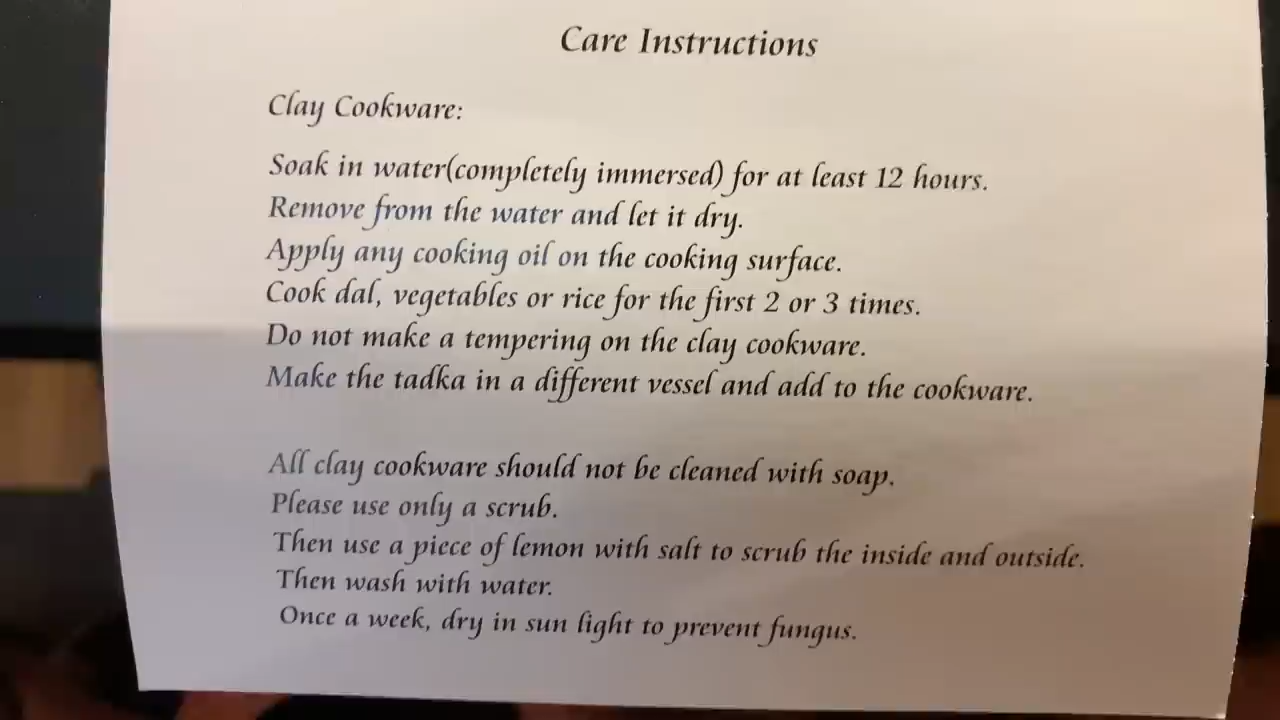 Care Instructions
Clay Cookware:
Soak in water(completely immersed) for at least 12 hours.
Remove from the water and let it dry.
Apply any cooking oil on the cooking surface.
Cook dal, vegetables or rice for the first 2 or 3 times.
Do not make a tempering on the clay cookware.
Make the tadka in a different vessel and add to the cookware.
All clay cookware should not be cleaned with soap.
Please use only a scrub.
Then use a piece of lemon with salt to scrub the inside and outside.
Then wash with water.
Once a week, dry in sun light to prevent fungus.